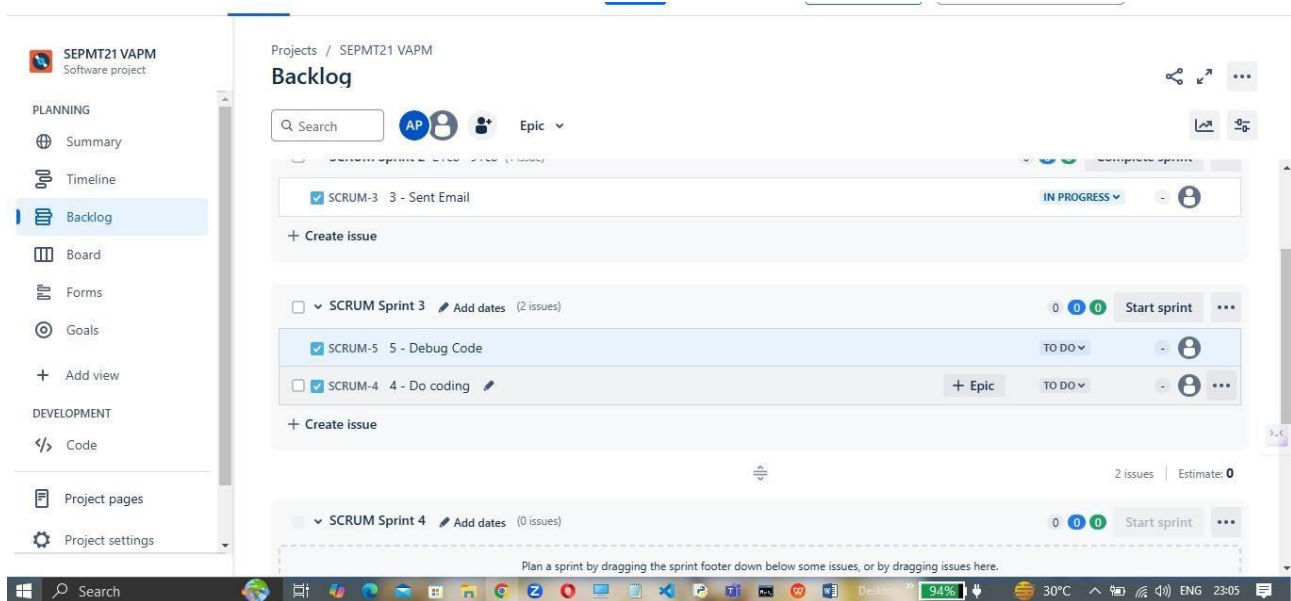 SEPMT21 VAPM
Software project
PLANNING
Summary
Timeline
Backlog
Board
Forms
Goals
Add view
DEVELOPMENT
Code
Project pages
Project settings
Projects / SEPMT21 VAPM
Backlog
Search
AP
Epic
SCRUM-3 3 - Sent Email IN PROGRESS -
+ Create issue
SCRUM Sprint 3 Add dates (2 issues) 0 0 0 Start sprint
SCRUM-5 5 - Debug Code TO DO -
SCRUM-4 4 - Do coding + Epic TO DO -
+ Create issue
2 issues Estimate: 0
SCRUM Sprint 4 Add dates (0 issues) 0 0 0 Start sprint
Plan a sprint by dragging the sprint footer down below some issues, or by dragging issues here.
Search Desktop 94% 30°C ENG 23:05